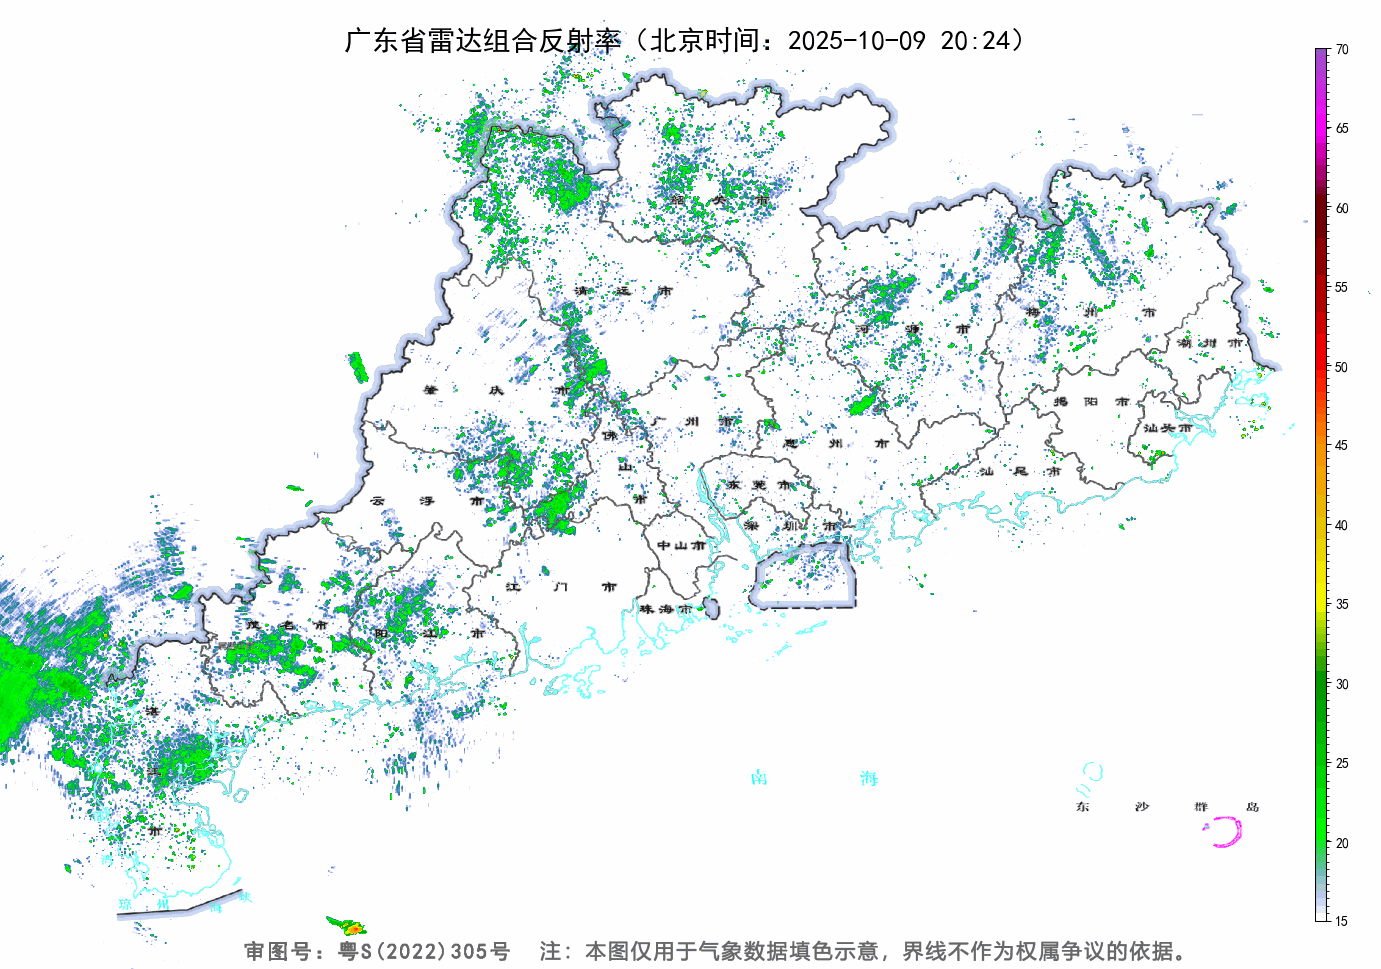 广东省雷达组合反射率（北京时间：2025-10-09 20:24）
70
65
60
55
50
45
40
35
30
25
20
15
韶 关 市
清 远 市
河 源 市
梅 州 市
潮 州 市
肇 庆 市
揭 阳 市
汕头市
广 州 市
佛 山 市
惠 州 市
汕 尾 市
东 莞 市
云 浮 市
深 圳 市
中山市
江 门 市
珠海市
茂 名 市
阳 江 市
湛 江 市
南 海
东 沙 群 岛
琼 州 海 峡
审图号：粤S(2022)305号 注：本图仅用于气象数据填色示意，界线不作为权属争议的依据。